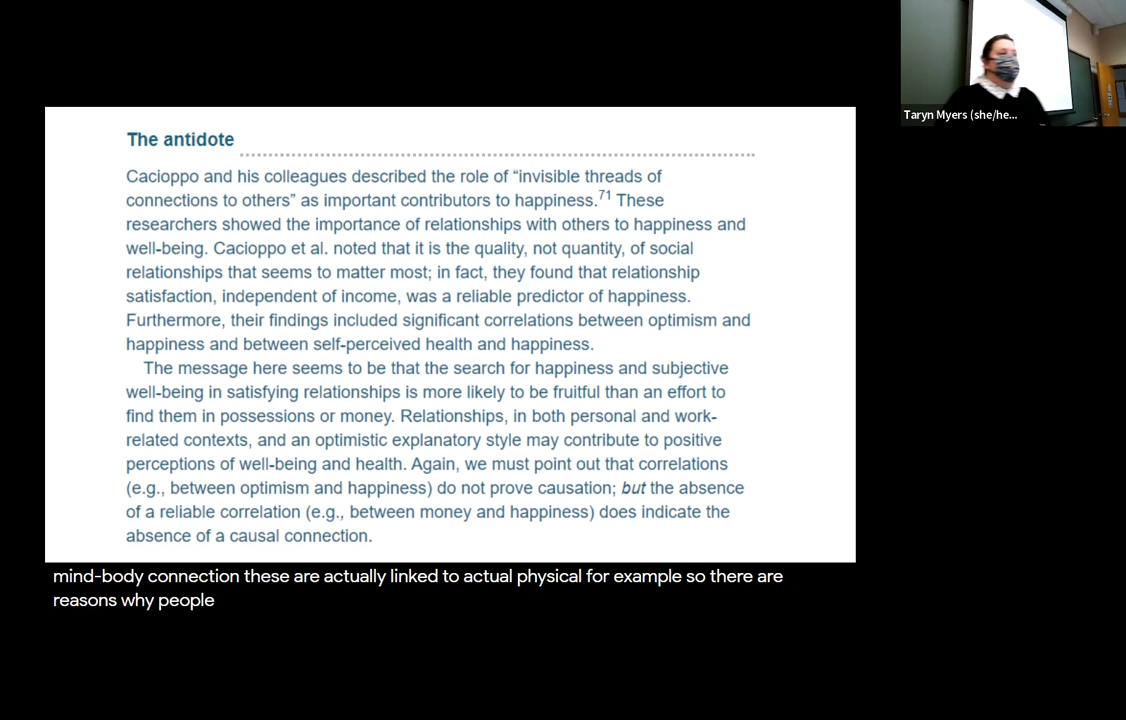 Taryn Myers (she/he...
The antidote
Cacioppo and his colleagues described the role of “invisible threads of
connections to others” as important contributors to happiness.71 These
researchers showed the importance of relationships with others to happiness and
well-being. Cacioppo et al. noted that it is the quality, not quantity, of social
relationships that seems to matter most; in fact, they found that relationship
satisfaction, independent of income, was a reliable predictor of happiness.
Furthermore, their findings included significant correlations between optimism and
happiness and between self-perceived health and happiness.
The message here seems to be that the search for happiness and subjective
well-being in satisfying relationships is more likely to be fruitful than an effort to
find them in possessions or money. Relationships, in both personal and work-
related contexts, and an optimistic explanatory style may contribute to positive
perceptions of well-being and health. Again, we must point out that correlations
(e.g., between optimism and happiness) do not prove causation; but the absence
of a reliable correlation (e.g., between money and happiness) does indicate the
absence of a causal connection.
mind-body connection these are actually linked to actual physical for example so there are
reasons why people